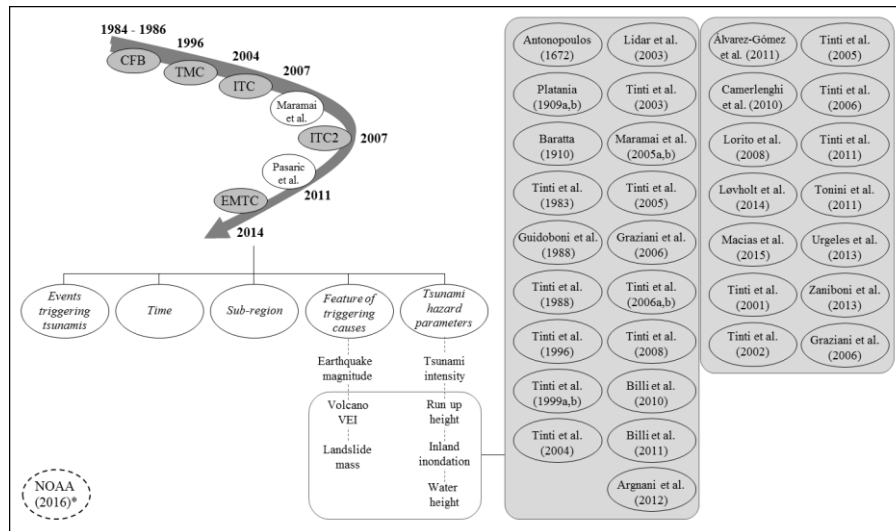 1984 - 1986
CFB
1996
TMC
2004
ITC
2007
Maramai
et al.
ITC2
2007
Pasaric
et al.
2011
EMTC
2014
Events
triggering
tsunamis
Time
Sub-region
Feature of
triggering
causes
Tsunami
hazard
parameters
Earthquake
magnitude
Volcano
VEI
Landslide
mass
Tsunami
intensity
Run up
height
Inland
inondation
Water
height
NOAA
(2016)*
Antonopoulos
(1672)
Platania
(1909a,b)
Baratta
(1910)
Tinti et al.
(1983)
Guidoboni et al.
(1988)
Tinti et al.
(1988)
Tinti et al.
(1996)
Tinti et al.
(1999a,b)
Tinti et al.
(2004)
Lidar et al.
(2003)
Tinti et al.
(2003)
Maramai et al.
(2005a,b)
Tinti et al.
(2005)
Graziani et al.
(2006)
Tinti et al.
(2006a,b)
Tinti et al.
(2008)
Billi et al.
(2010)
Billi et al.
(2011)
Argnani et al.
(2012)
Álvarez-Gómez
et al. (2011)
Camerlenghi
et al. (2010)
Lorito et al.
(2008)
Løvholt et al.
(2014)
Macias et al.
(2015)
Tinti et al.
(2001)
Tinti et al.
(2002)
Tinti et al.
(2005)
Tinti et al.
(2006)
Tinti et al.
(2011)
Tonini et al.
(2011)
Urgeles et al.
(2013)
Zaniboni et al.
(2013)
Graziani et al.
(2006)